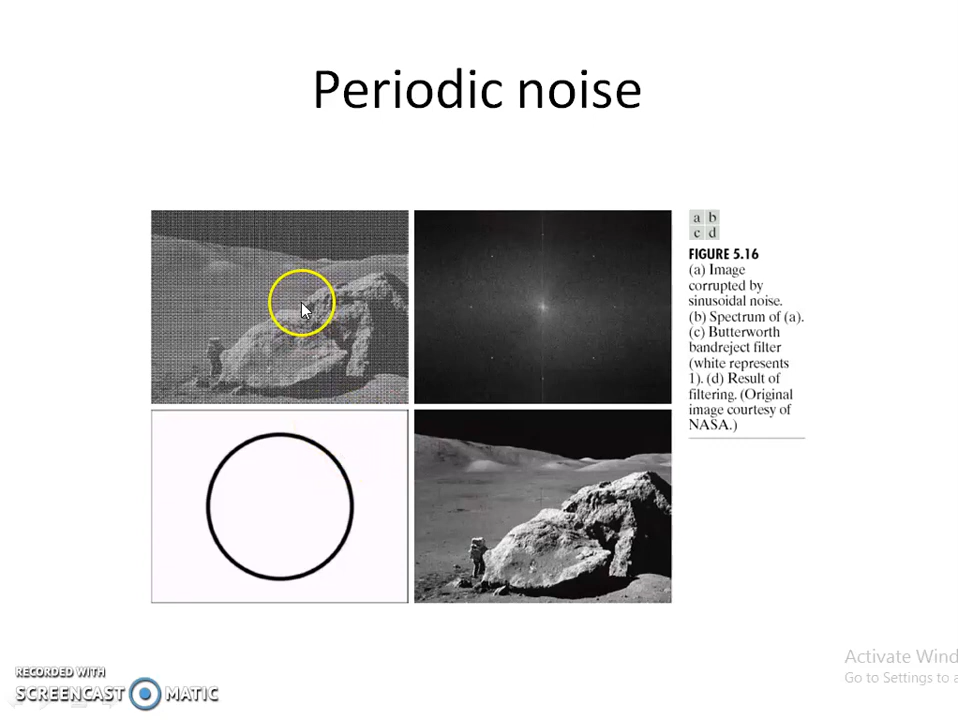 Periodic noise
a b
c d
FIGURE 5.16
(a) Image
corrupted by
sinusoidal noise.
(b) Spectrum of (a).
(c) Butterworth
bandreject filter
(white represents
1). (d) Result of
filtering. (Original
image courtesy of
NASA.)
Activate Wind
Go to Settings to a
RECORDED WITH
SCREENCAST MATIC